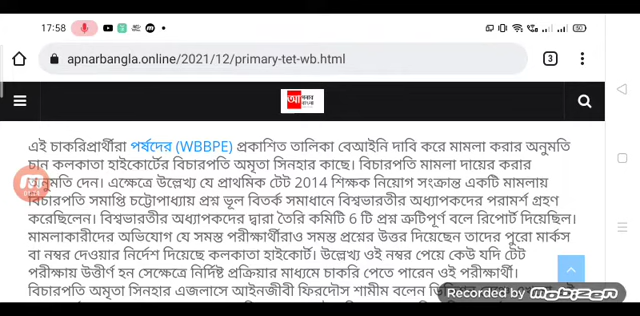 17:58
apnarbangla.online/2021/12/primary-tet-wb.html
3
আপনার বাংলা
এই চাকরিপ্রার্থীরা পর্ষদের (WBBPE) প্রকাশিত তালিকা বেআইনি দাবি করে মামলা করার অনুমতি
চান কলকাতা হাইকোর্টের বিচারপতি অমৃতা সিনহার কাছে। বিচারপতি মামলা দায়ের করার
অনুমতি দেন। এক্ষেত্রে উল্লেখ্য যে প্রাথমিক টেট 2014 শিক্ষক নিয়োগ সংক্রান্ত একটি মামলায়
বিচারপতি সমাপ্তি চট্টোপাধ্যায় প্রশ্ন ভুল বিতর্ক সমাধানে বিশ্বভারতীর অধ্যাপকদের পরামর্শ গ্রহণ
করেছিলেন। বিশ্বভারতীর অধ্যাপকদের দ্বারা তৈরি কমিটি 6 টি প্রশ্ন ত্রুটিপূর্ণ বলে রিপোর্ট দিয়েছিল।
মামলাকারীদের অভিযোগ যে সমস্ত পরীক্ষার্থীরাও সমস্ত প্রশ্নের উত্তর দিয়েছেন তাদের পুরো মার্কস
বা নম্বর দেওয়ার নির্দেশ দিয়েছে কলকাতা হাইকোর্ট। উল্লেখ্য ওই নম্বর পেয়ে কেউ যদি টেট
পরীক্ষায় উত্তীর্ণ হন সেক্ষেত্রে নির্দিষ্ট প্রক্রিয়ার মাধ্যমে চাকরি পেতে পারেন ওই পরীক্ষার্থী।
বিচারপতি অমৃতা সিনহার এজলাসে আইনজীবী ফিরদৌস শামীম বলেন
Recorded by mobizen